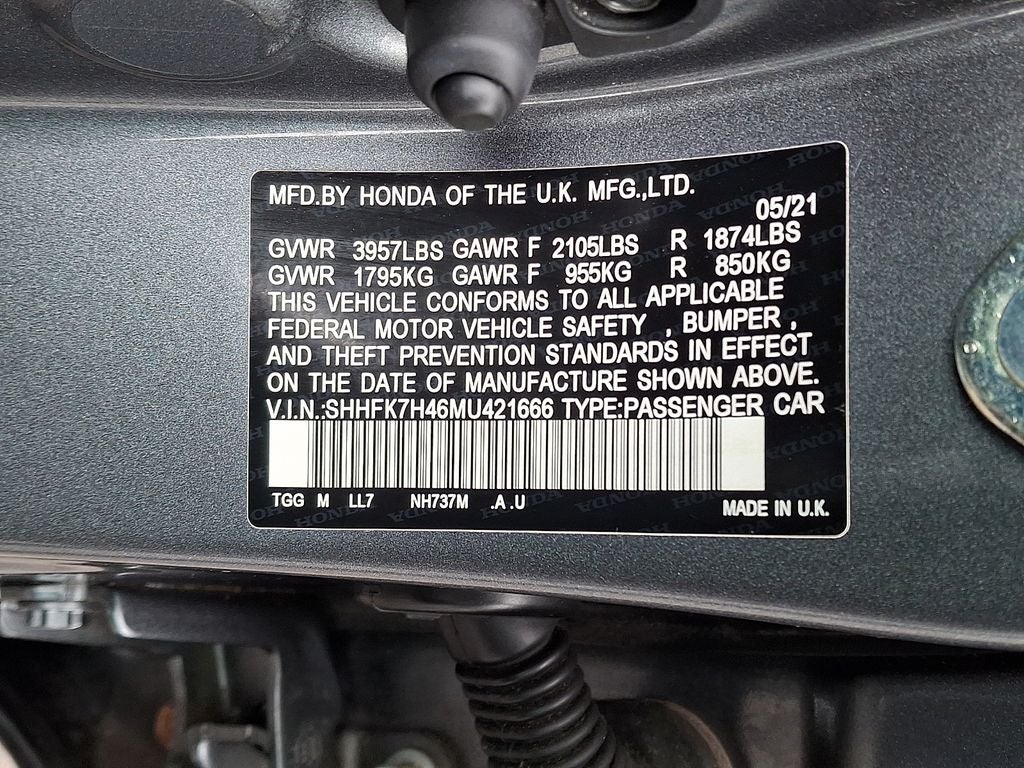 MFD.BY HONDA OF THE U.K. MFG.,LTD.
05/21
GVWR 3957LBS GAWR F 2105LBS R 1874LBS
GVWR 1795KG GAWR F 955KG R 850KG
THIS VEHICLE CONFORMS TO ALL APPLICABLE
FEDERAL MOTOR VEHICLE SAFETY , BUMPER ,
AND THEFT PREVENTION STANDARDS IN EFFECT
ON THE DATE OF MANUFACTURE SHOWN ABOVE.
V.I.N.:SHHFK7H46MU421666 TYPE:PASSENGER CAR
TGG M LL7 NH737M .A .U
MADE IN U.K.